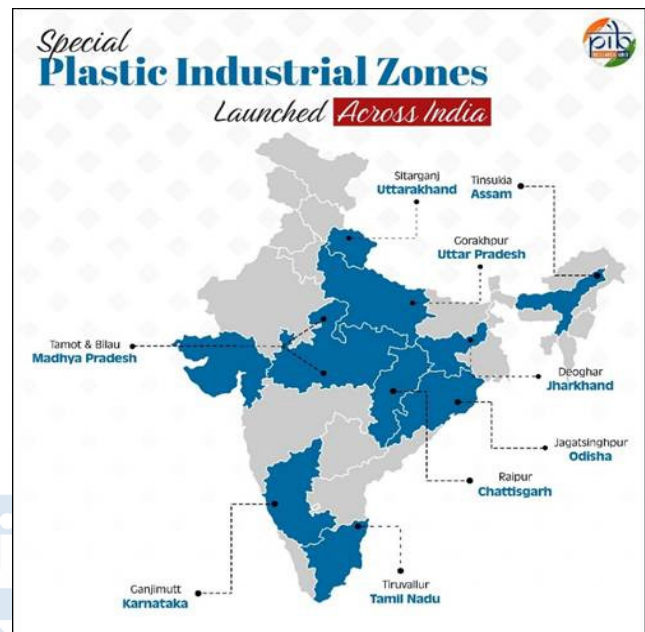 Special
Plastic Industrial Zones
Launched Across India
pib
Sitarganj
Uttarakhand
Tinsukia
Assam
Gorakhpur
Uttar Pradesh
Tamot & Bilau
Madhya Pradesh
Deoghar
Jharkhand
Jagatsinghpur
Odisha
Raipur
Chattisgarh
Ganjimutt
Karnataka
Tiruvallur
Tamil Nadu